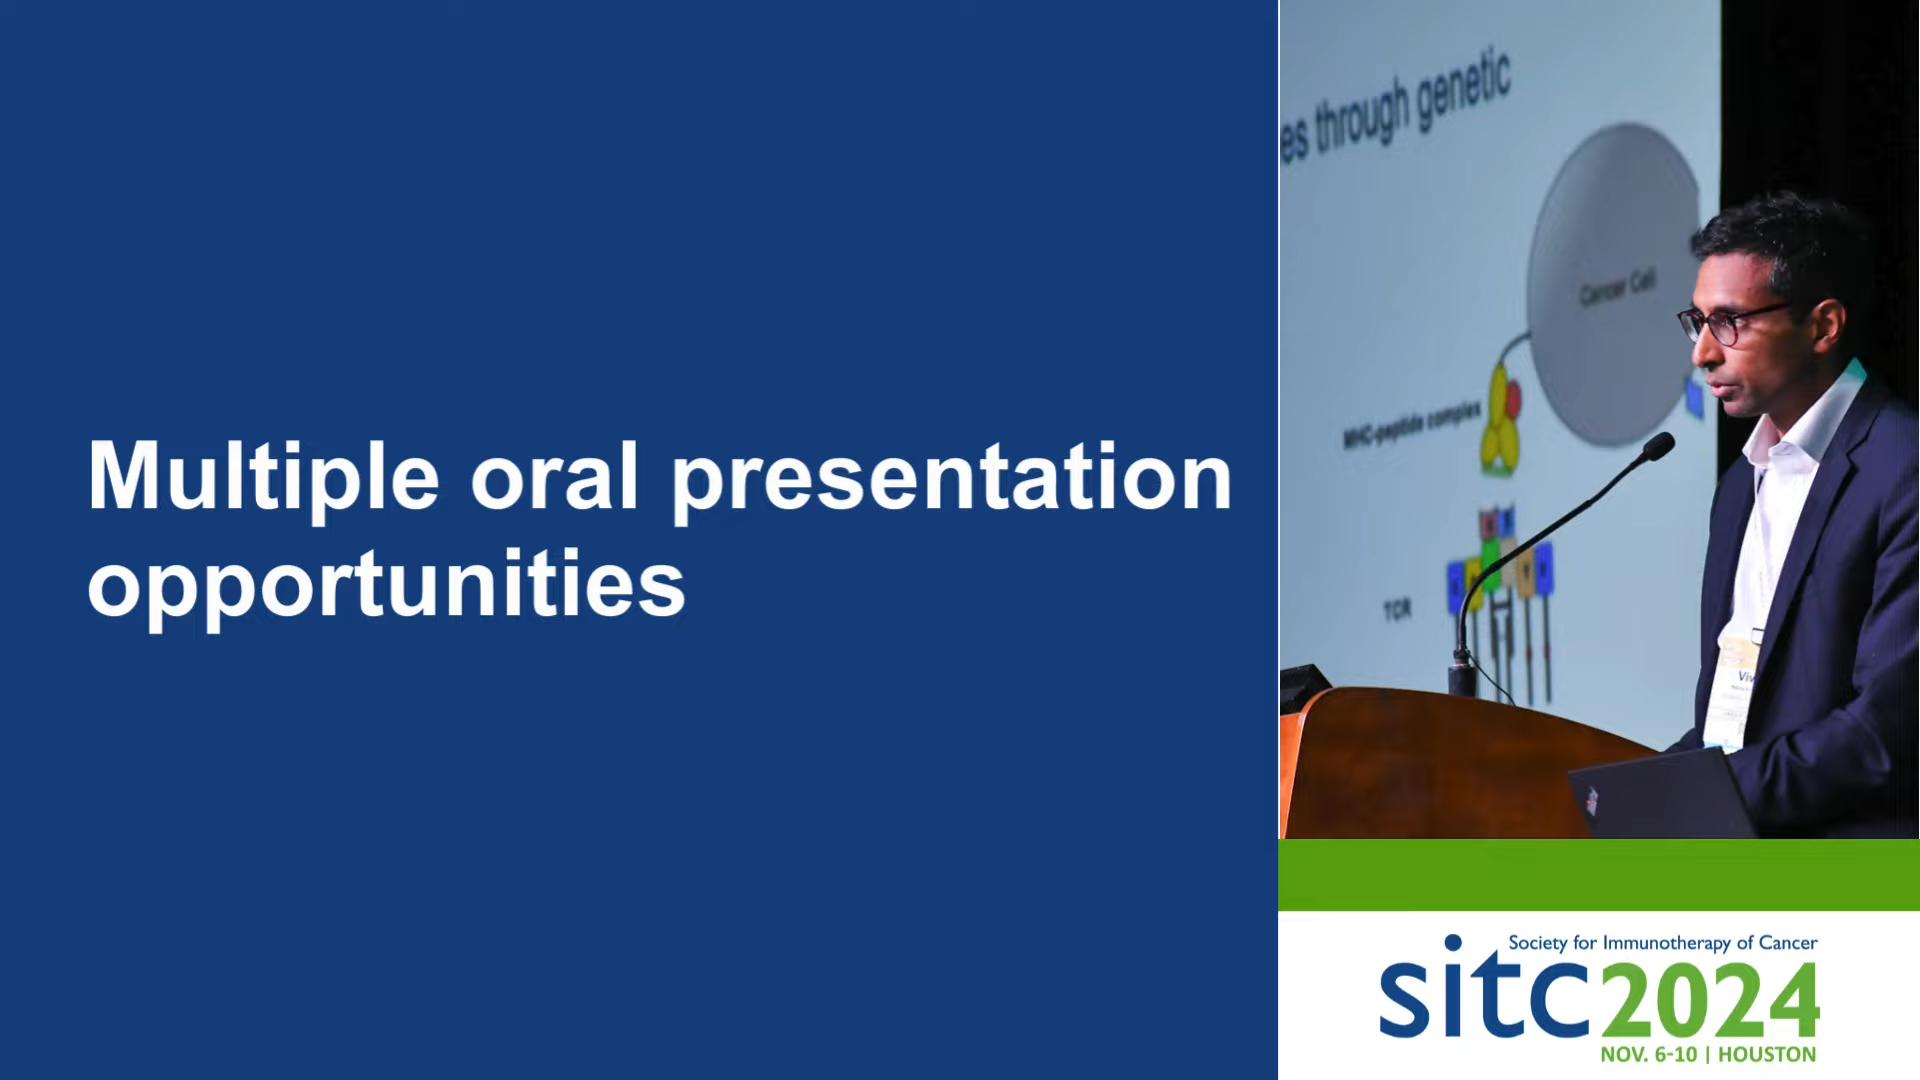 Multiple oral presentation
opportunities
es through genetic
Cancer Cell
MHC-peptide complex
TCR
Viv
Society for Immunotherapy of Cancer
sitc2024
NOV. 6-10 | HOUSTON